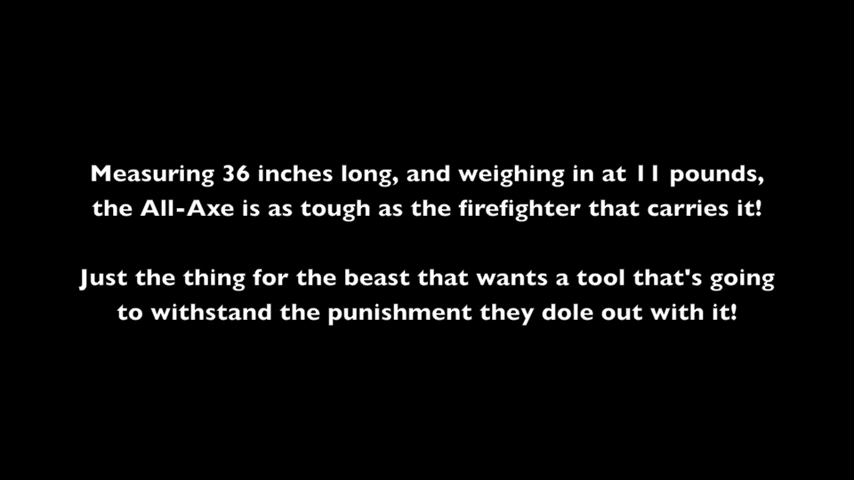 Measuring 36 inches long, and weighing in at 11 pounds,
the All-Axe is as tough as the firefighter that carries it!
Just the thing for the beast that wants a tool that's going
to withstand the punishment they dole out with it!